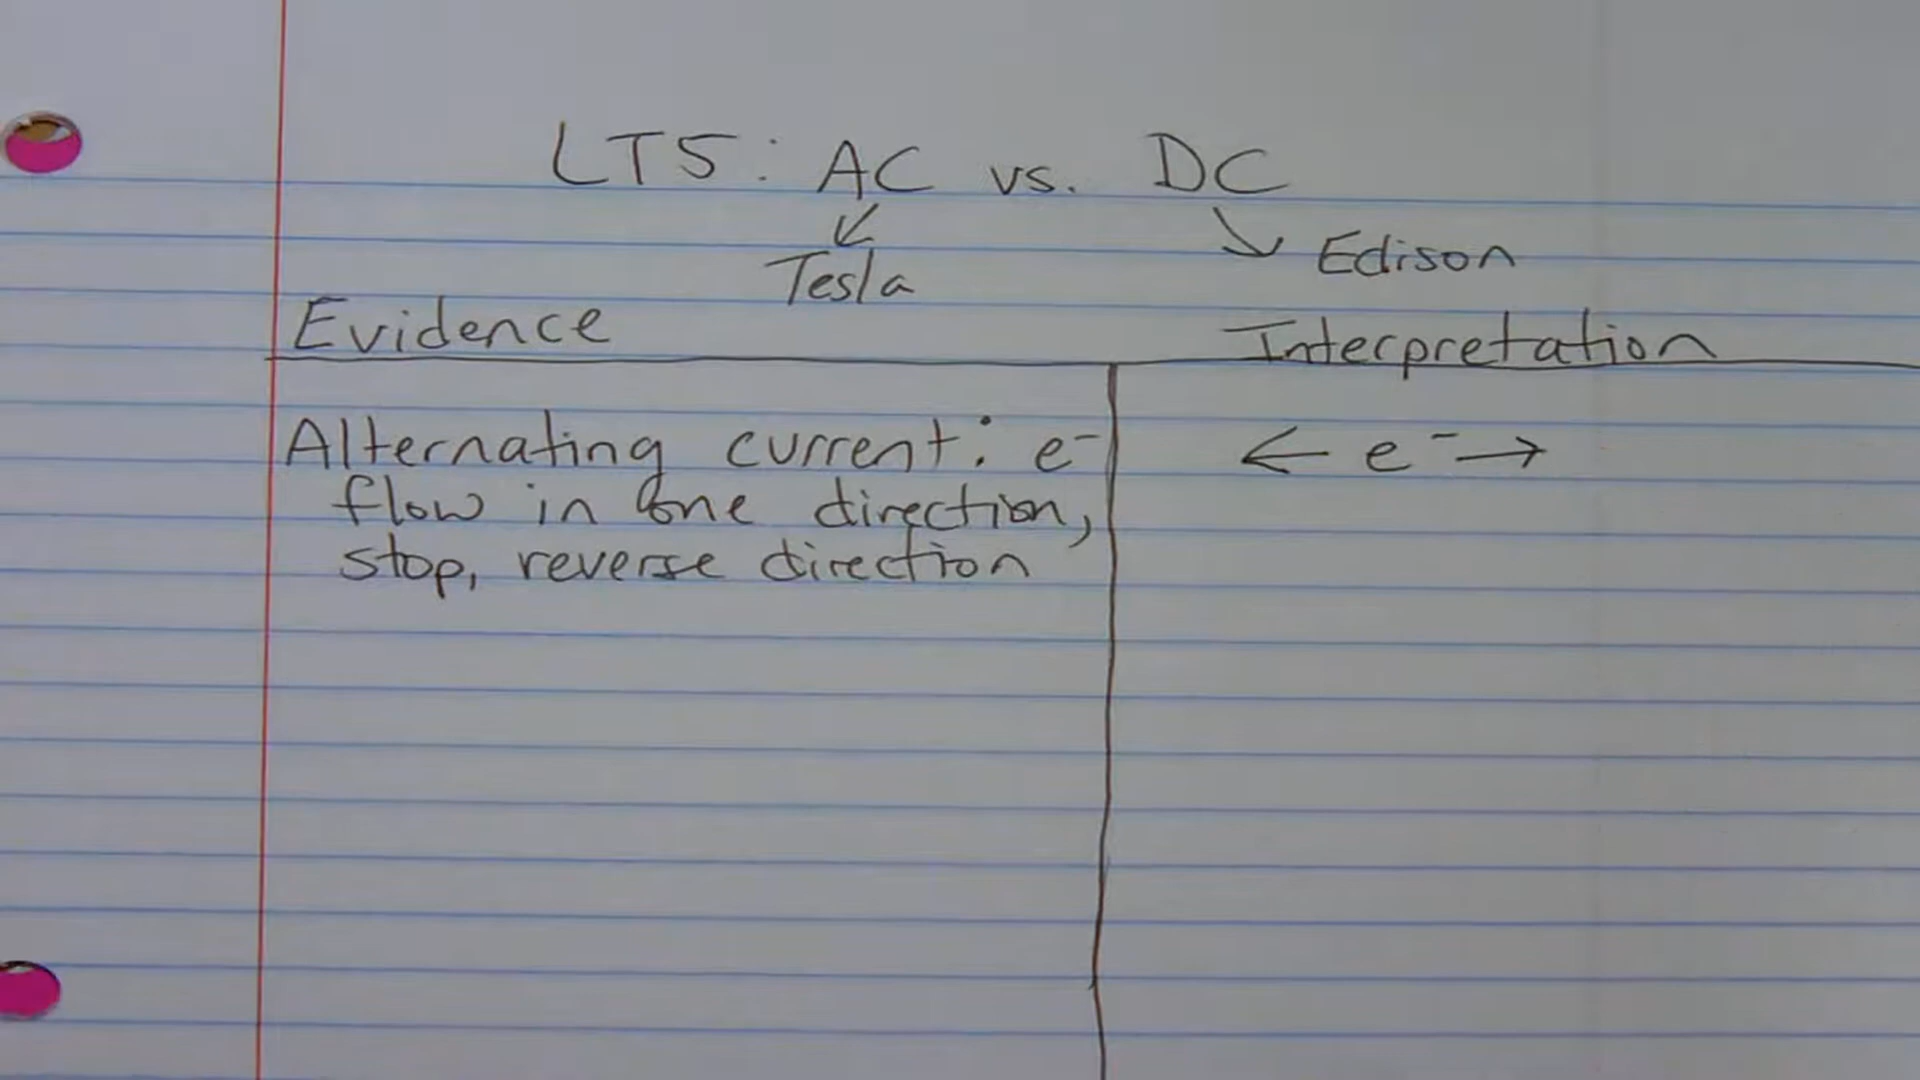 LT5: AC vs. DC
↙ ↘ Edison
Tesla
Evidence
Interpretation
Alternating current: e⁻
flow in one direction,
stop, reverse direction
← e⁻ →